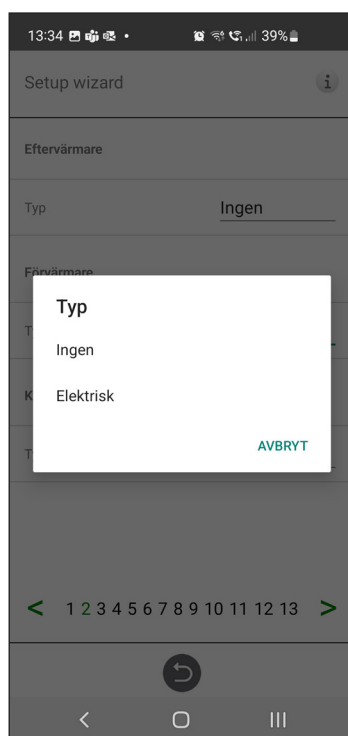 13:34 39%
Setup wizard i
Eftervärmare
Typ Ingen
Förvärmare
Typ
Ingen
Elektrisk
AVBRYT
< 1 2 3 4 5 6 7 8 9 10 11 12 13 >